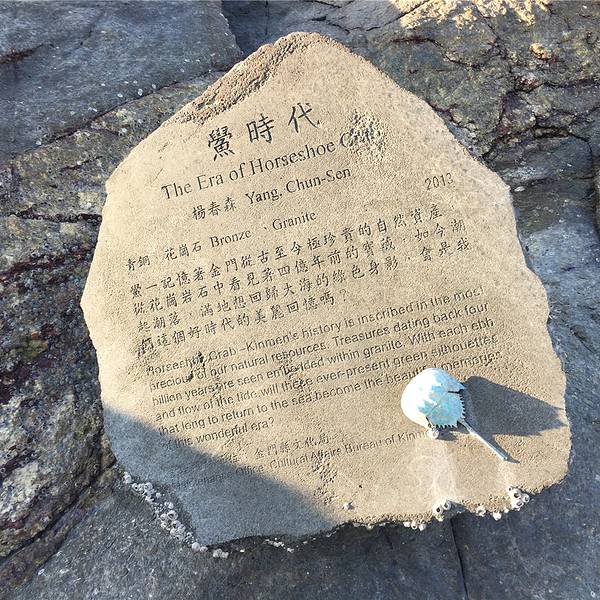 鱟時代
The Era of Horseshoe
楊春森 Yang, Chun-Sen 2013
青銅、花崗石 Bronze、Granite
鱟—記憶著金門從古至今極珍貴的自然資產
從花崗岩石中看見著四億年前的寶藏,如今潮
起潮落,滿地想回歸大海的綠色身影,會是我
這個好時代的美麗回憶嗎?
Horseshoe Crab –Kinmen's history is inscribed in the most
precious of our natural resources. Treasures dating back four
billion years are seen embedded within granite. With each ebb
and flow of the tide, will these ever-present green silhouettes
that long to return to the sea become the beautiful memories
of this wonderful era?
金門縣文化局
Office: Cultural Affairs Bureau of